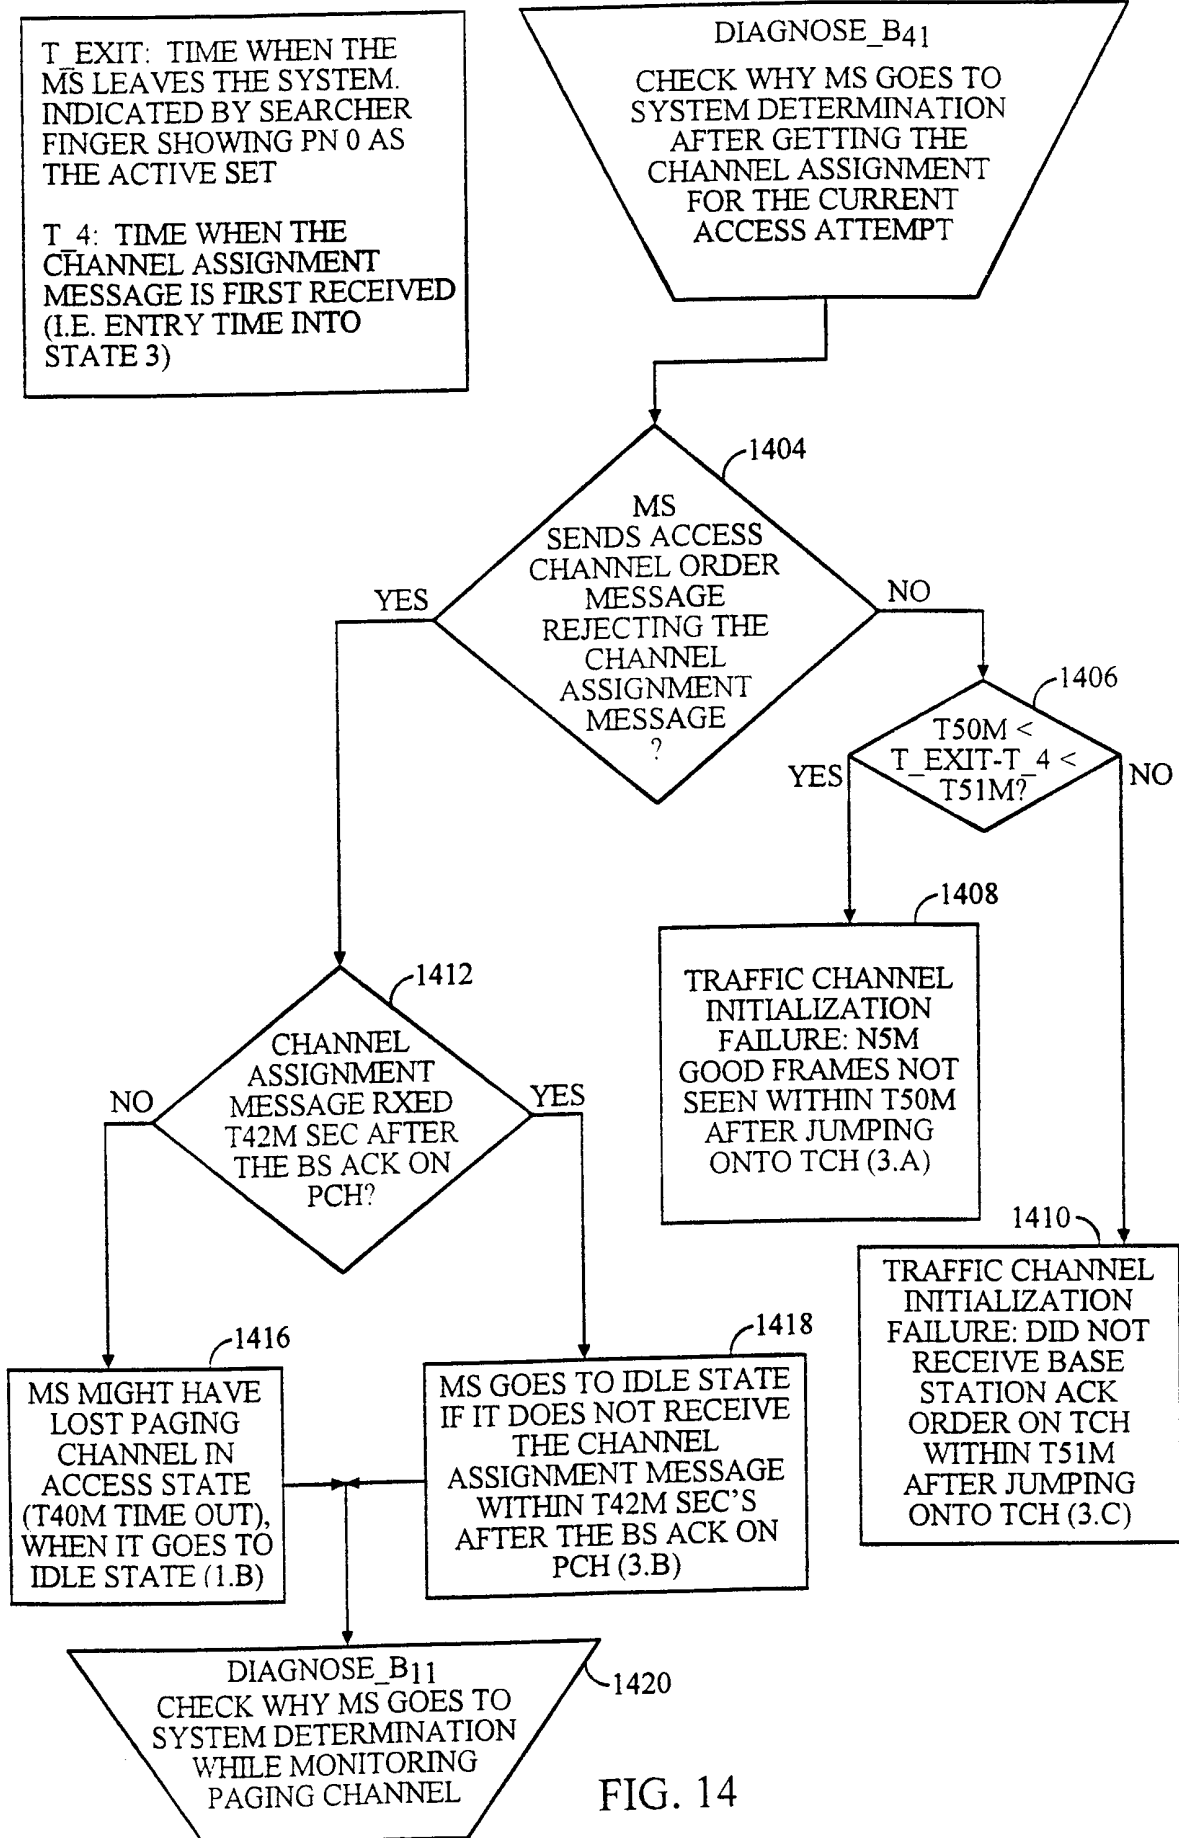 T_EXIT: TIME WHEN THE
MS LEAVES THE SYSTEM.
INDICATED BY SEARCHER
FINGER SHOWING PN 0 AS
THE ACTIVE SET
T_4: TIME WHEN THE
CHANNEL ASSIGNMENT
MESSAGE IS FIRST RECEIVED
(I.E. ENTRY TIME INTO
STATE 3)
DIAGNOSE_B41
CHECK WHY MS GOES TO
SYSTEM DETERMINATION
AFTER GETTING THE
CHANNEL ASSIGNMENT
FOR THE CURRENT
ACCESS ATTEMPT
1404
MS
SENDS ACCESS
CHANNEL ORDER
MESSAGE
REJECTING THE
CHANNEL
ASSIGNMENT
MESSAGE
?
YES
NO
1406
T50M <
T_EXIT-T_4 <
T51M?
YES
NO
1408
TRAFFIC CHANNEL
INITIALIZATION
FAILURE: N5M
GOOD FRAMES NOT
SEEN WITHIN T50M
AFTER JUMPING
ONTO TCH (3.A)
1410
TRAFFIC CHANNEL
INITIALIZATION
FAILURE: DID NOT
RECEIVE BASE
STATION ACK
ORDER ON TCH
WITHIN T51M
AFTER JUMPING
ONTO TCH (3.C)
1412
CHANNEL
ASSIGNMENT
MESSAGE RXED
T42M SEC AFTER
THE BS ACK ON
PCH?
NO
YES
1416
MS MIGHT HAVE
LOST PAGING
CHANNEL IN
ACCESS STATE
(T40M TIME OUT),
WHEN IT GOES TO
IDLE STATE (1.B)
1418
MS GOES TO IDLE STATE
IF IT DOES NOT RECEIVE
THE CHANNEL
ASSIGNMENT MESSAGE
WITHIN T42M SEC'S
AFTER THE BS ACK ON
PCH (3.B)
DIAGNOSE_B11
CHECK WHY MS GOES TO
SYSTEM DETERMINATION
WHILE MONITORING
PAGING CHANNEL
1420
FIG. 14